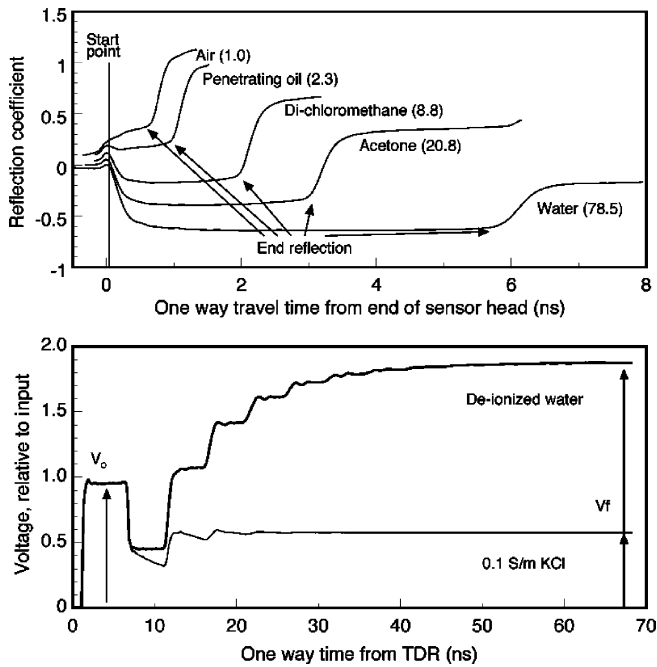 1.5
1
0.5
0
-0.5
-1
Reflection coefficient
Start
point
Air (1.0)
Penetrating oil (2.3)
Di-chloromethane (8.8)
Acetone (20.8)
Water (78.5)
End reflection
0 2 4 6 8
One way travel time from end of sensor head (ns)
2.0
1.5
1.0
0.5
0
Voltage, relative to input
Vo
De-ionized water
Vf
0.1 S/m KCl
0 10 20 30 40 50 60 70
One way time from TDR (ns)